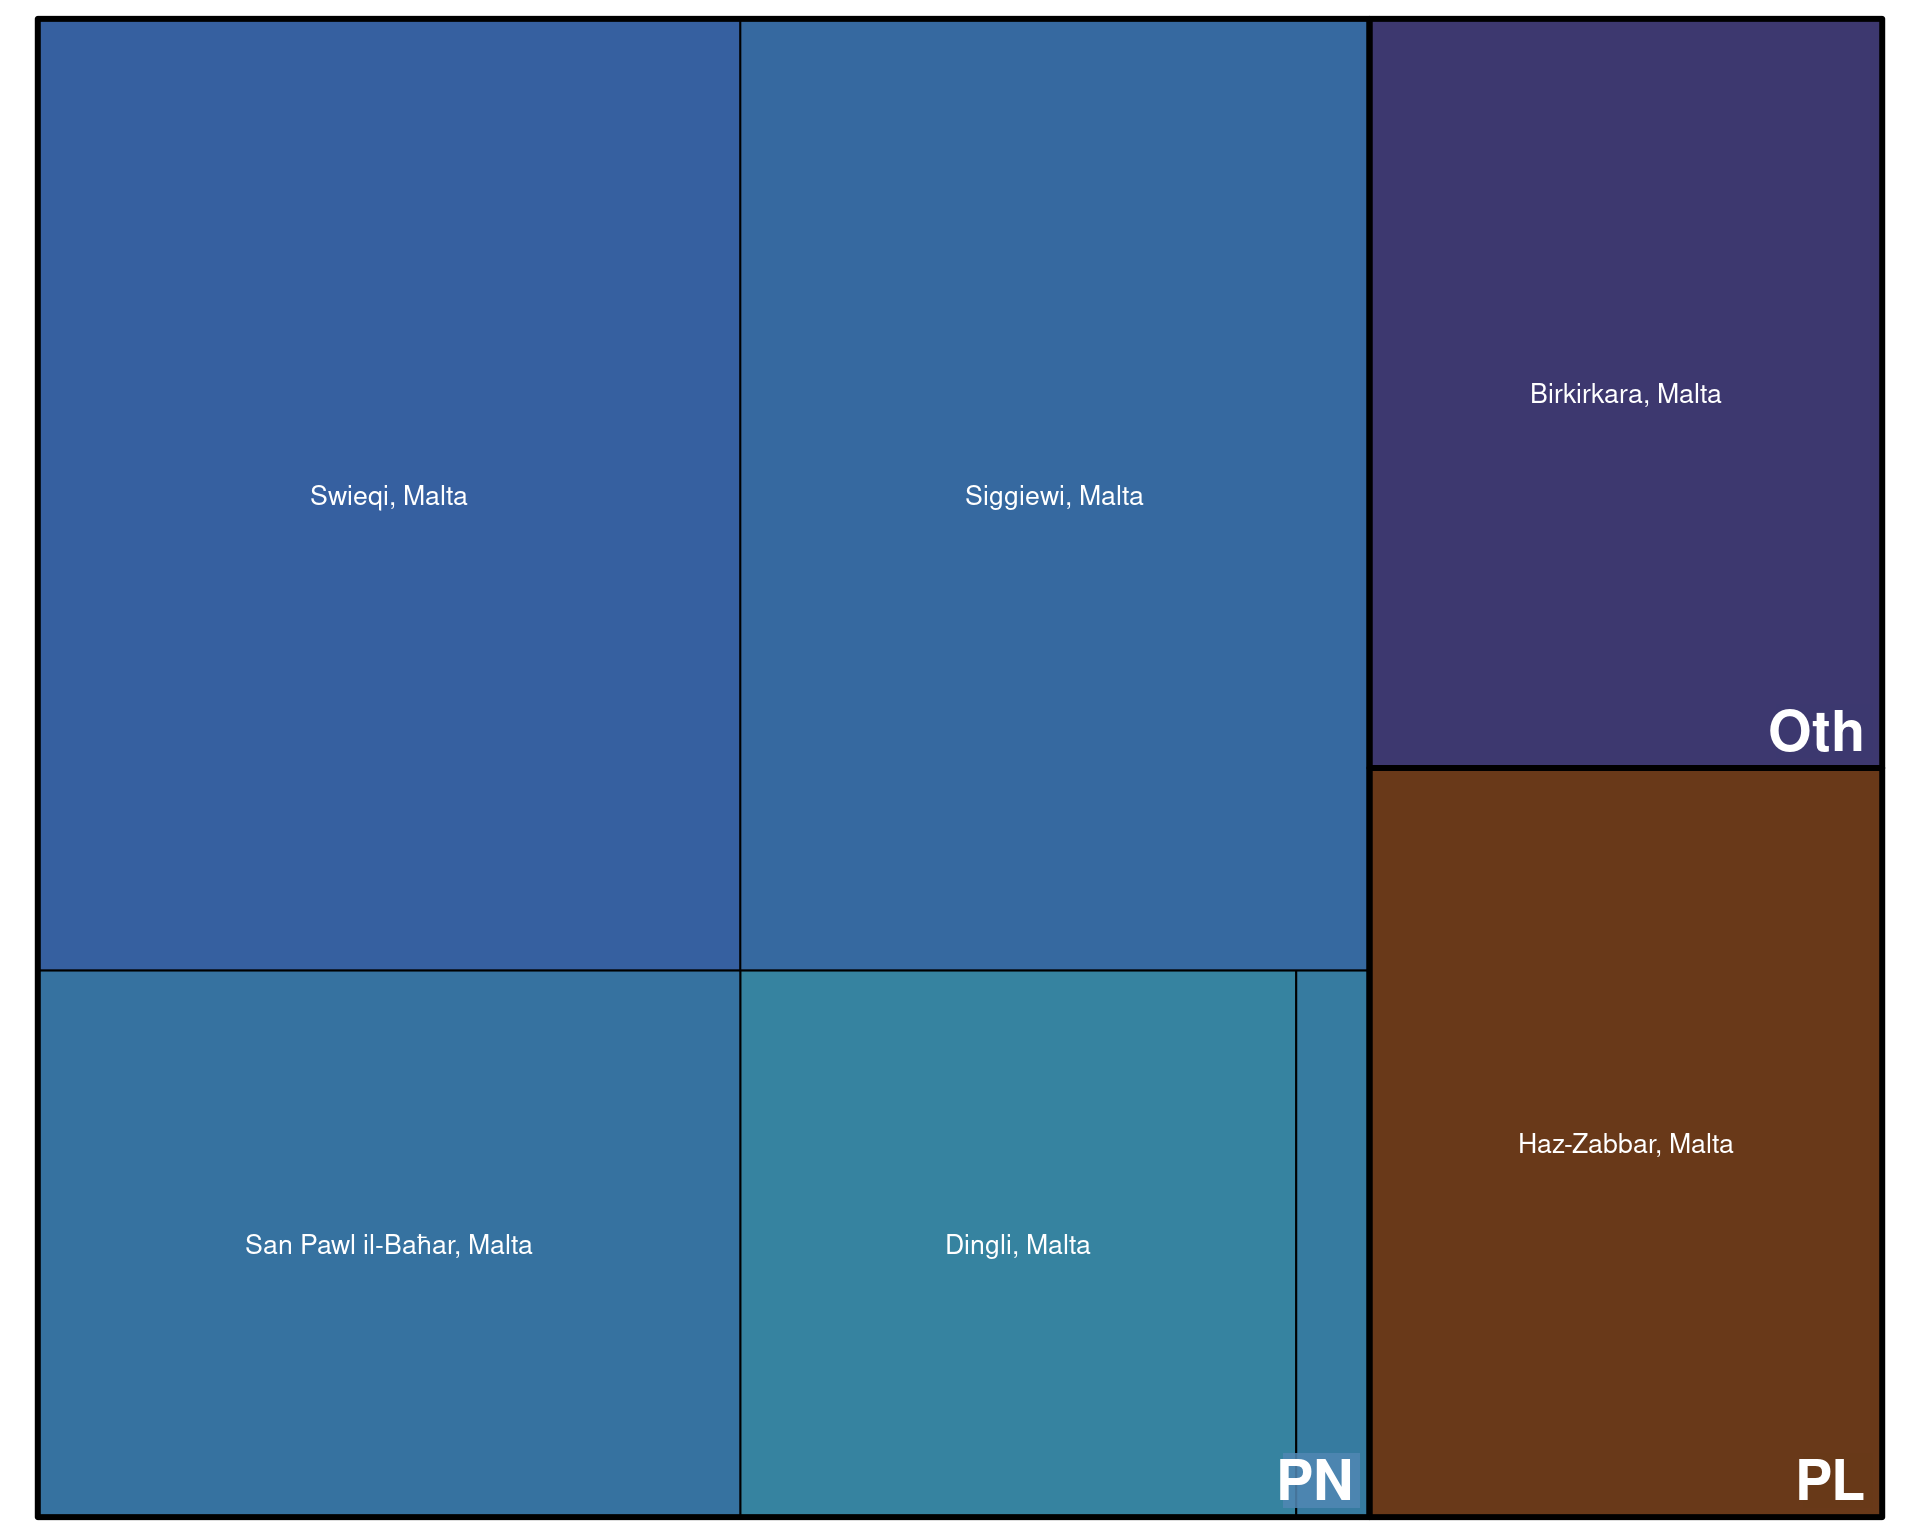 Swieqi, Malta
Siggiewi, Malta
Birkirkara, Malta
Oth
San Pawl il-Baħar, Malta
Dingli, Malta
PN
Haz-Zabbar, Malta
PL